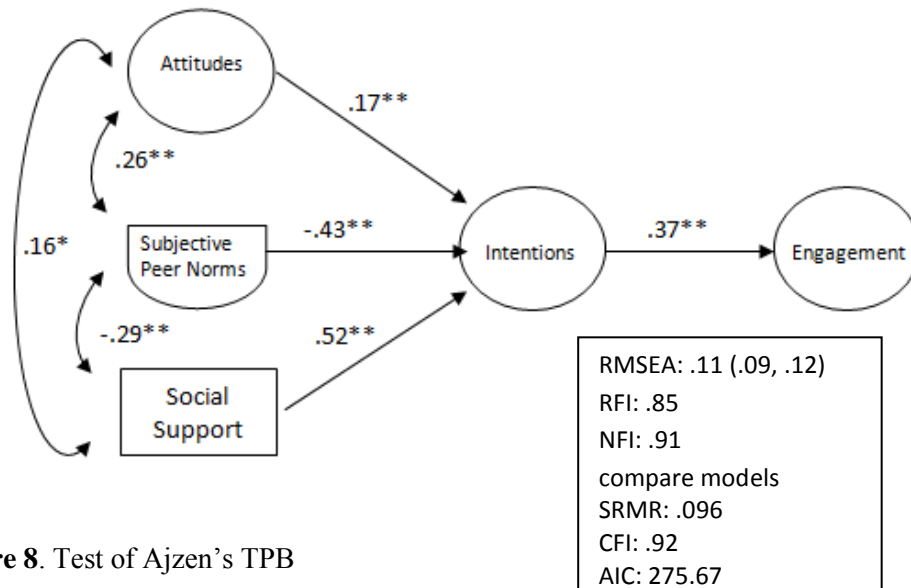 Attitudes
.17**
.26**
.16*
Subjective
Peer Norms
-.43**
Intentions
.37**
Engagement
-.29**
.52**
Social
Support
RMSEA: .11 (.09, .12)
RFI: .85
NFI: .91
compare models
SRMR: .096
CFI: .92
AIC: 275.67
re 8. Test of Ajzen’s TPB